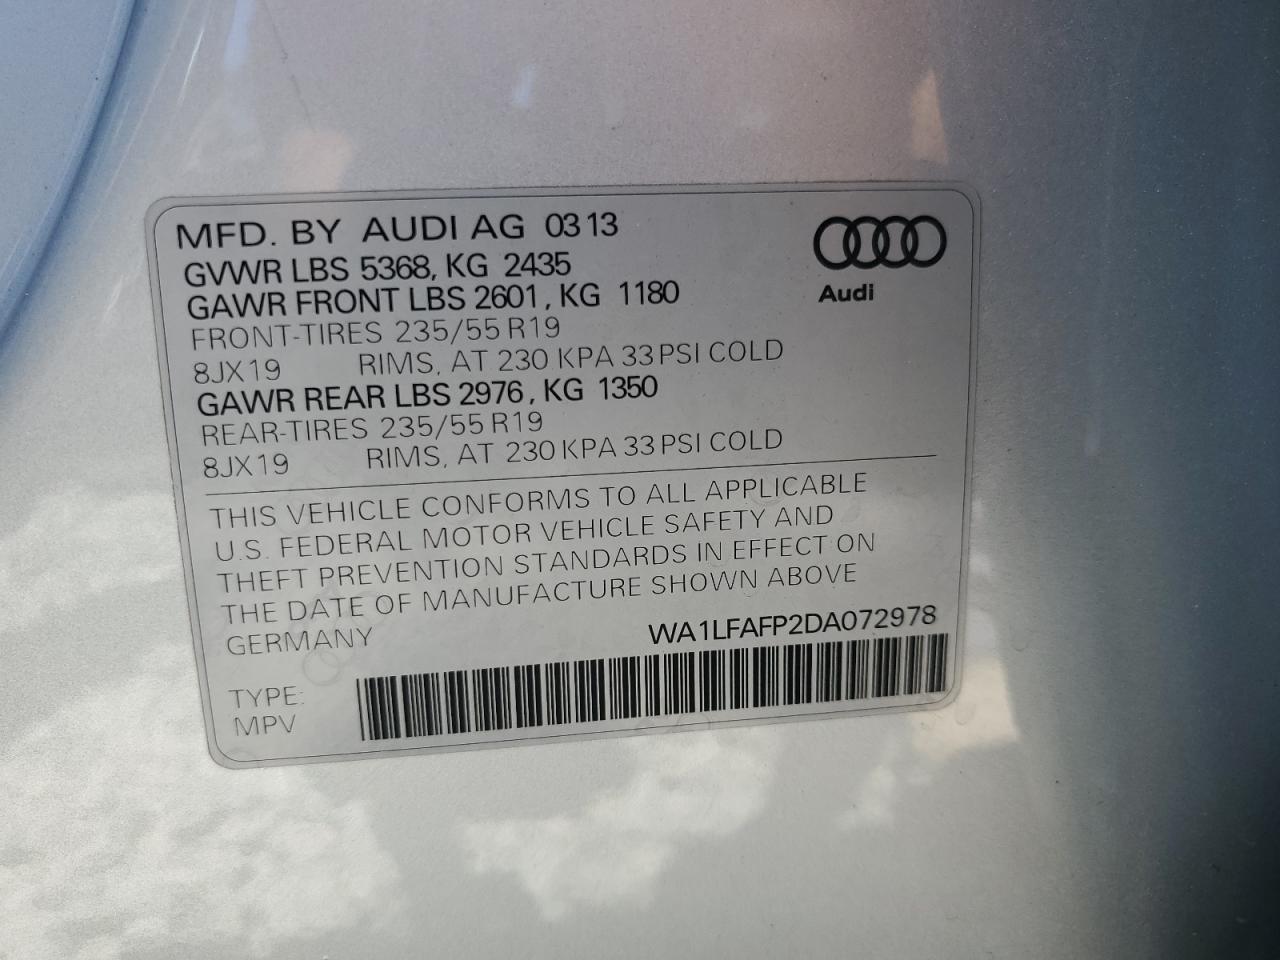 MFD. BY AUDI AG 0313
GVWR LBS 5368, KG 2435
GAWR FRONT LBS 2601, KG 1180
FRONT-TIRES 235/55 R19
8JX19 RIMS, AT 230 KPA 33 PSI COLD
GAWR REAR LBS 2976, KG 1350
REAR-TIRES 235/55 R19
8JX19 RIMS, AT 230 KPA 33 PSI COLD
Audi
THIS VEHICLE CONFORMS TO ALL APPLICABLE
U.S. FEDERAL MOTOR VEHICLE SAFETY AND
THEFT PREVENTION STANDARDS IN EFFECT ON
THE DATE OF MANUFACTURE SHOWN ABOVE
GERMANY WA1LFAFP2DA072978
TYPE:
MPV